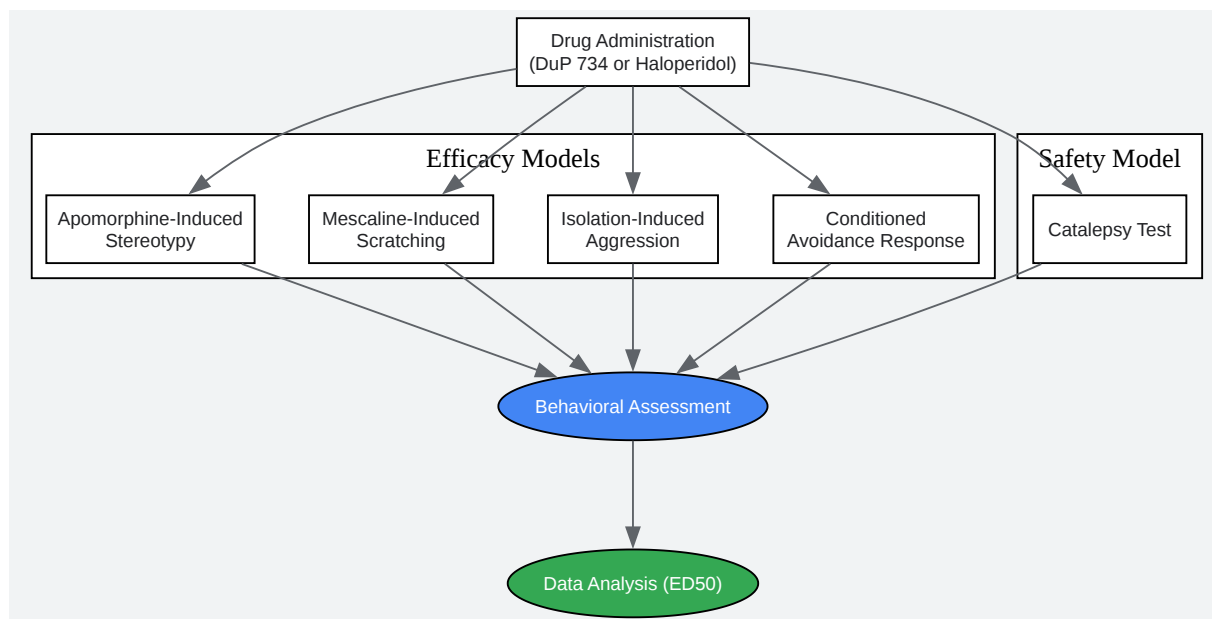 Drug Administration
(DuP 734 or Haloperidol)
Efficacy Models
Safety Model
Apomorphine-Induced
Stereotypy
Mescaline-Induced
Scratching
Isolation-Induced
Aggression
Conditioned
Avoidance Response
Catalepsy Test
Behavioral Assessment
Data Analysis (ED50)